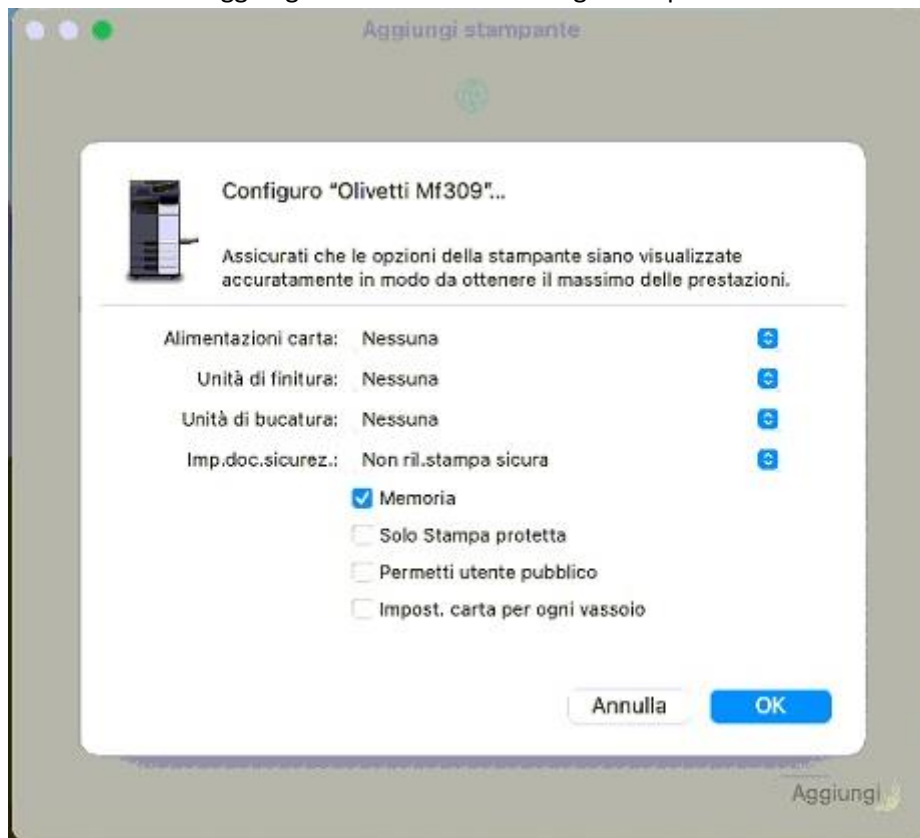 Aggiungi stampante
Configuro "Olivetti Mf309"...
Assicurati che le opzioni della stampante siano visualizzate
accuratamente in modo da ottenere il massimo delle prestazioni.
Alimentazioni carta: Nessuna
Unità di finitura: Nessuna
Unità di bucatura: Nessuna
Imp.doc.sicurez.: Non ril.stampa sicura
Memoria
Solo Stampa protetta
Permetti utente pubblico
Impost. carta per ogni vassoio
Annulla OK
Aggiungi